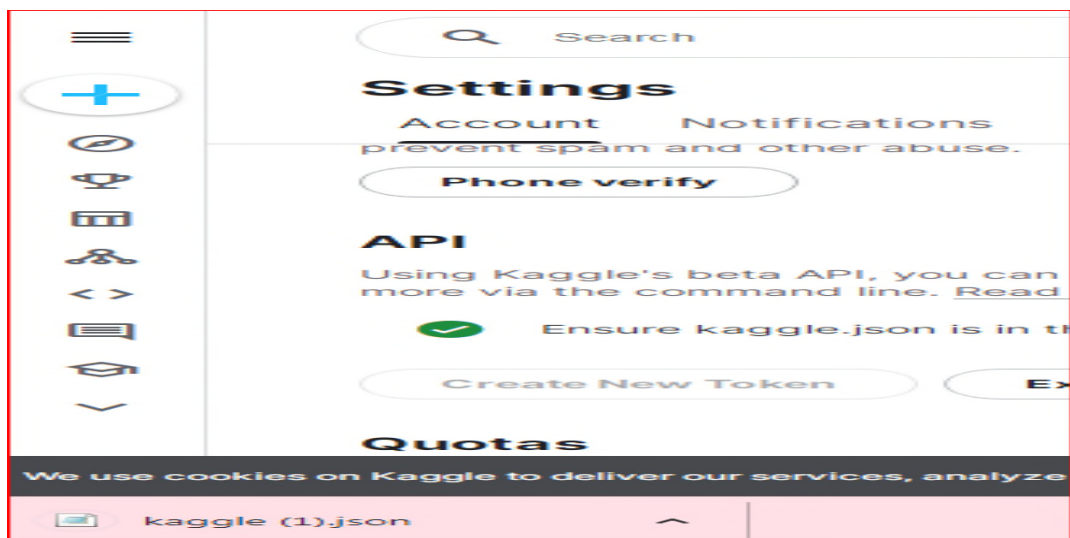 Search
Settings
Account Notifications
prevent spam and other abuse.
Phone verify
API
Using Kaggle's beta API, you can
more via the command line. Read
Ensure kaggle.json is in
Create New Token
Quotas
We use cookies on Kaggle to deliver our services, analyze
kaggle (1).json